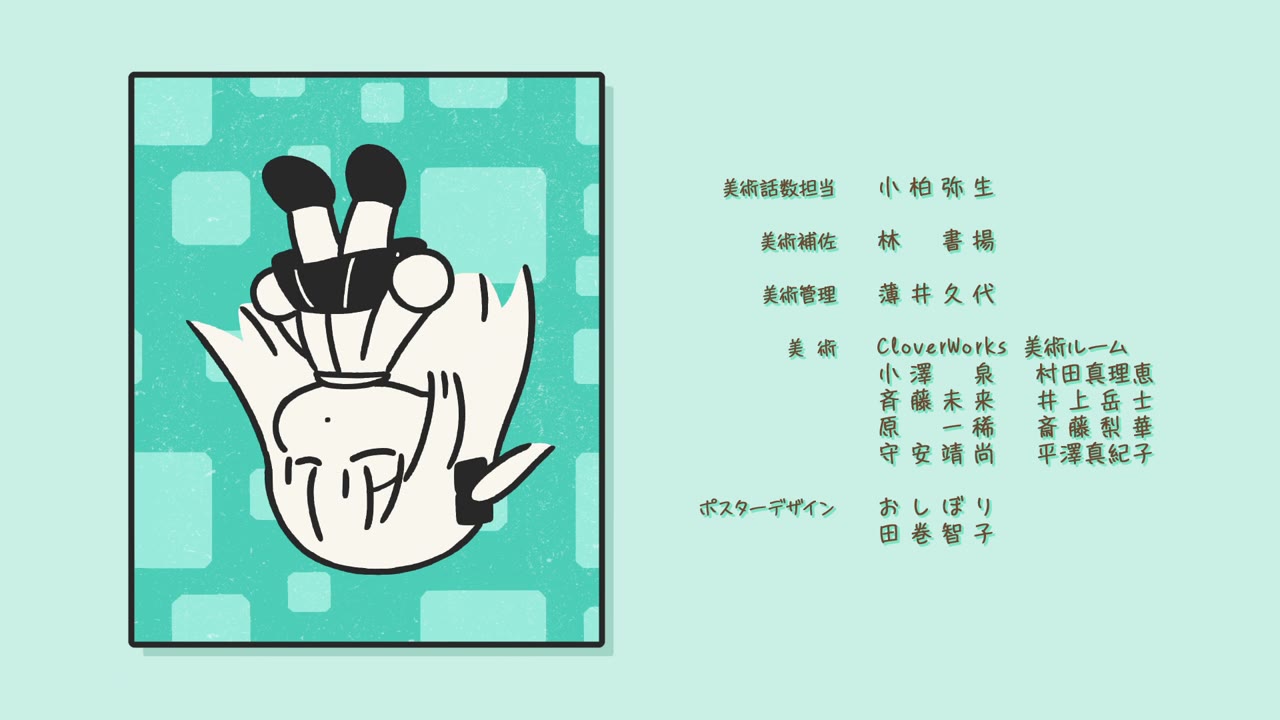 美術話数担当 小柏弥生
美術補佐 林 書揚
美術管理 薄井久代
美術 CloverWorks 美術ルーム
小澤 泉 村田真理恵
斉藤未来 井上岳士
原 一稀 斎藤梨華
守安靖尚 平澤真紀子
ポスターデザイン おしぼり
田巻智子